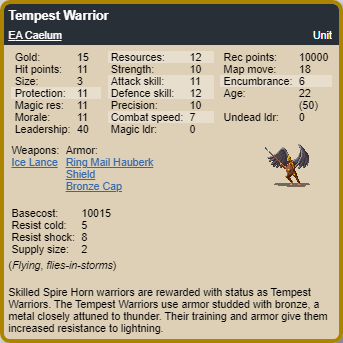 Tempest Warrior
EA Caelum Unit
Gold: 15 Resources: 12 Rec points: 10000
Hit points: 11 Strength: 10 Map move: 18
Size: 3 Attack skill: 11 Encumbrance: 6
Protection: 11 Defence skill: 12 Age: 22
Magic res: 11 Precision: 10 (50)
Morale: 11 Combat speed: 7 Undead ldr: 0
Leadership: 40 Magic ldr: 0
Weapons: Armor:
Ice Lance Ring Mail Hauberk
Shield
Bronze Cap
Basecost: 10015
Resist cold: 5
Resist shock: 8
Supply size: 2
(Flying, flies-in-storms)
Skilled Spire Horn warriors are rewarded with status as Tempest
Warriors. The Tempest Warriors use armor studded with bronze, a
metal closely attuned to thunder. Their training and armor give them
increased resistance to lightning.